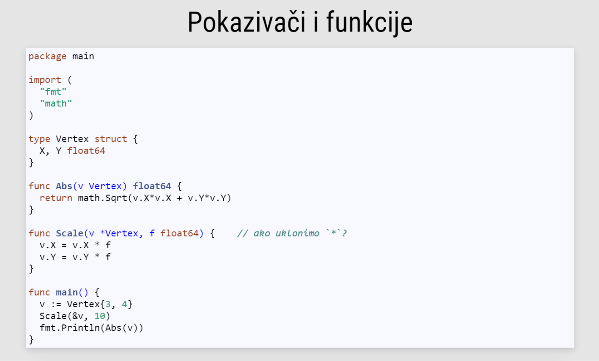 Pokazivači i funkcije
package main
import (
"fmt"
"math"
)
type Vertex struct {
X, Y float64
}
func Abs(v Vertex) float64 {
return math.Sqrt(v.X*v.X + v.Y*v.Y)
}
func Scale(v *Vertex, f float64) { // ako uklonimo `*`?
v.X = v.X * f
v.Y = v.Y * f
}
func main() {
v := Vertex{3, 4}
Scale(&v, 10)
fmt.Println(Abs(v))
}